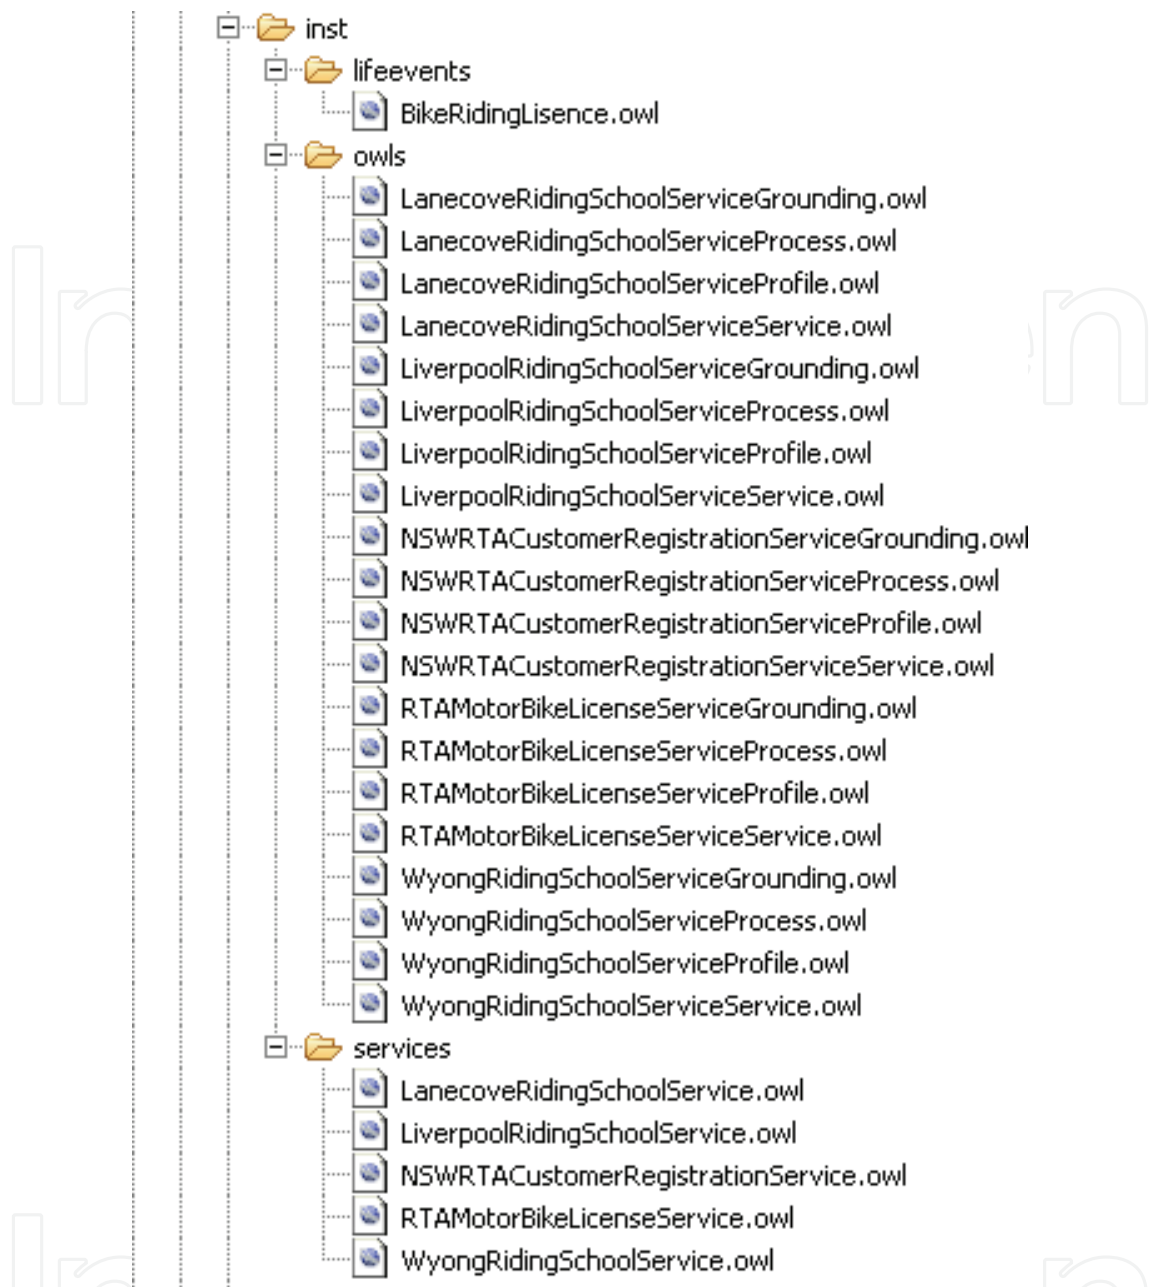 inst
lifeevents
BikeRidingLisence.owl
owls
LanecoveRidingSchoolServiceGrounding.owl
LanecoveRidingSchoolServiceProcess.owl
LanecoveRidingSchoolServiceProfile.owl
LanecoveRidingSchoolServiceService.owl
LiverpoolRidingSchoolServiceGrounding.owl
LiverpoolRidingSchoolServiceProcess.owl
LiverpoolRidingSchoolServiceProfile.owl
LiverpoolRidingSchoolServiceService.owl
NSWRTACustomerRegistrationServiceGrounding.owl
NSWRTACustomerRegistrationServiceProcess.owl
NSWRTACustomerRegistrationServiceProfile.owl
NSWRTACustomerRegistrationServiceService.owl
RTAMotorBikeLicenseServiceGrounding.owl
RTAMotorBikeLicenseServiceProcess.owl
RTAMotorBikeLicenseServiceProfile.owl
RTAMotorBikeLicenseServiceService.owl
WyongRidingSchoolServiceGrounding.owl
WyongRidingSchoolServiceProcess.owl
WyongRidingSchoolServiceProfile.owl
WyongRidingSchoolServiceService.owl
services
LanecoveRidingSchoolService.owl
LiverpoolRidingSchoolService.owl
NSWRTACustomerRegistrationService.owl
RTAMotorBikeLicenseService.owl
WyongRidingSchoolService.owl